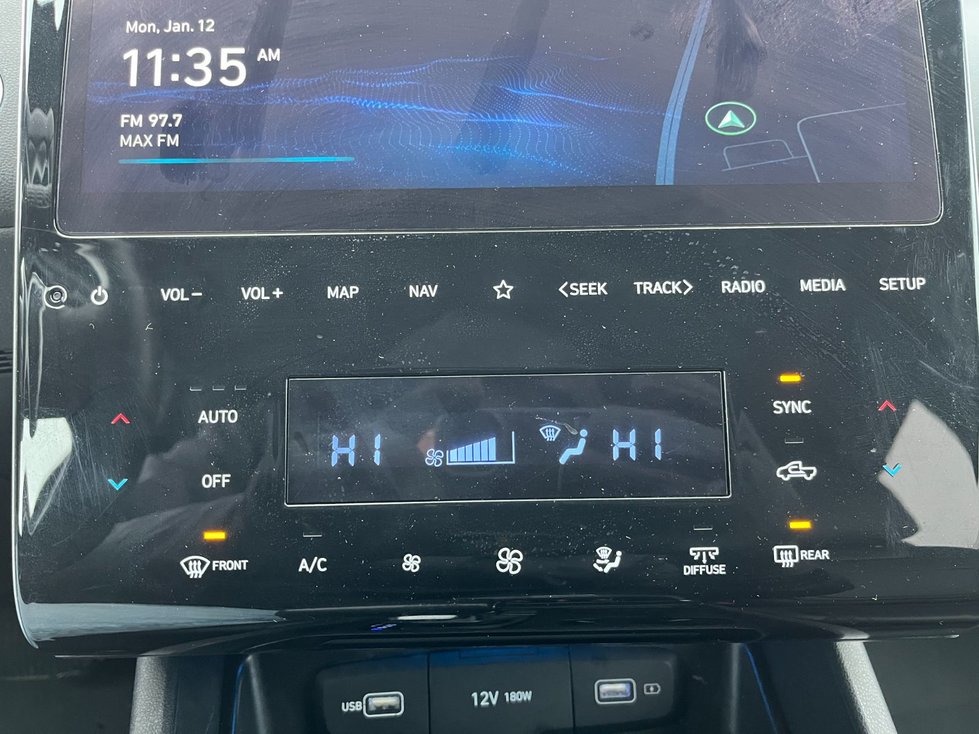 Mon, Jan. 12
11:35 AM
FM 97.7
MAX FM
VOL− VOL+ MAP NAV <SEEK TRACK> RADIO MEDIA SETUP
AUTO
SYNC
HI HI
OFF
FRONT A/C DIFFUSE REAR
USB 12V 180W